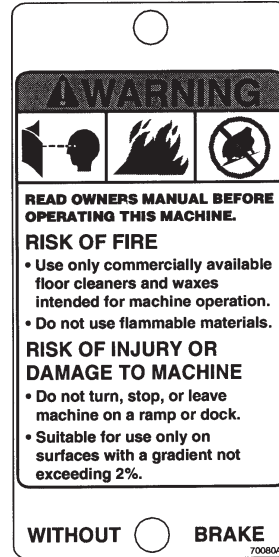 WARNING
READ OWNERS MANUAL BEFORE
OPERATING THIS MACHINE.
RISK OF FIRE
• Use only commercially available
floor cleaners and waxes
intended for machine operation.
• Do not use flammable materials.
RISK OF INJURY OR
DAMAGE TO MACHINE
• Do not turn, stop, or leave
machine on a ramp or dock.
• Suitable for use only on
surfaces with a gradient not
exceeding 2%.
WITHOUT BRAKE